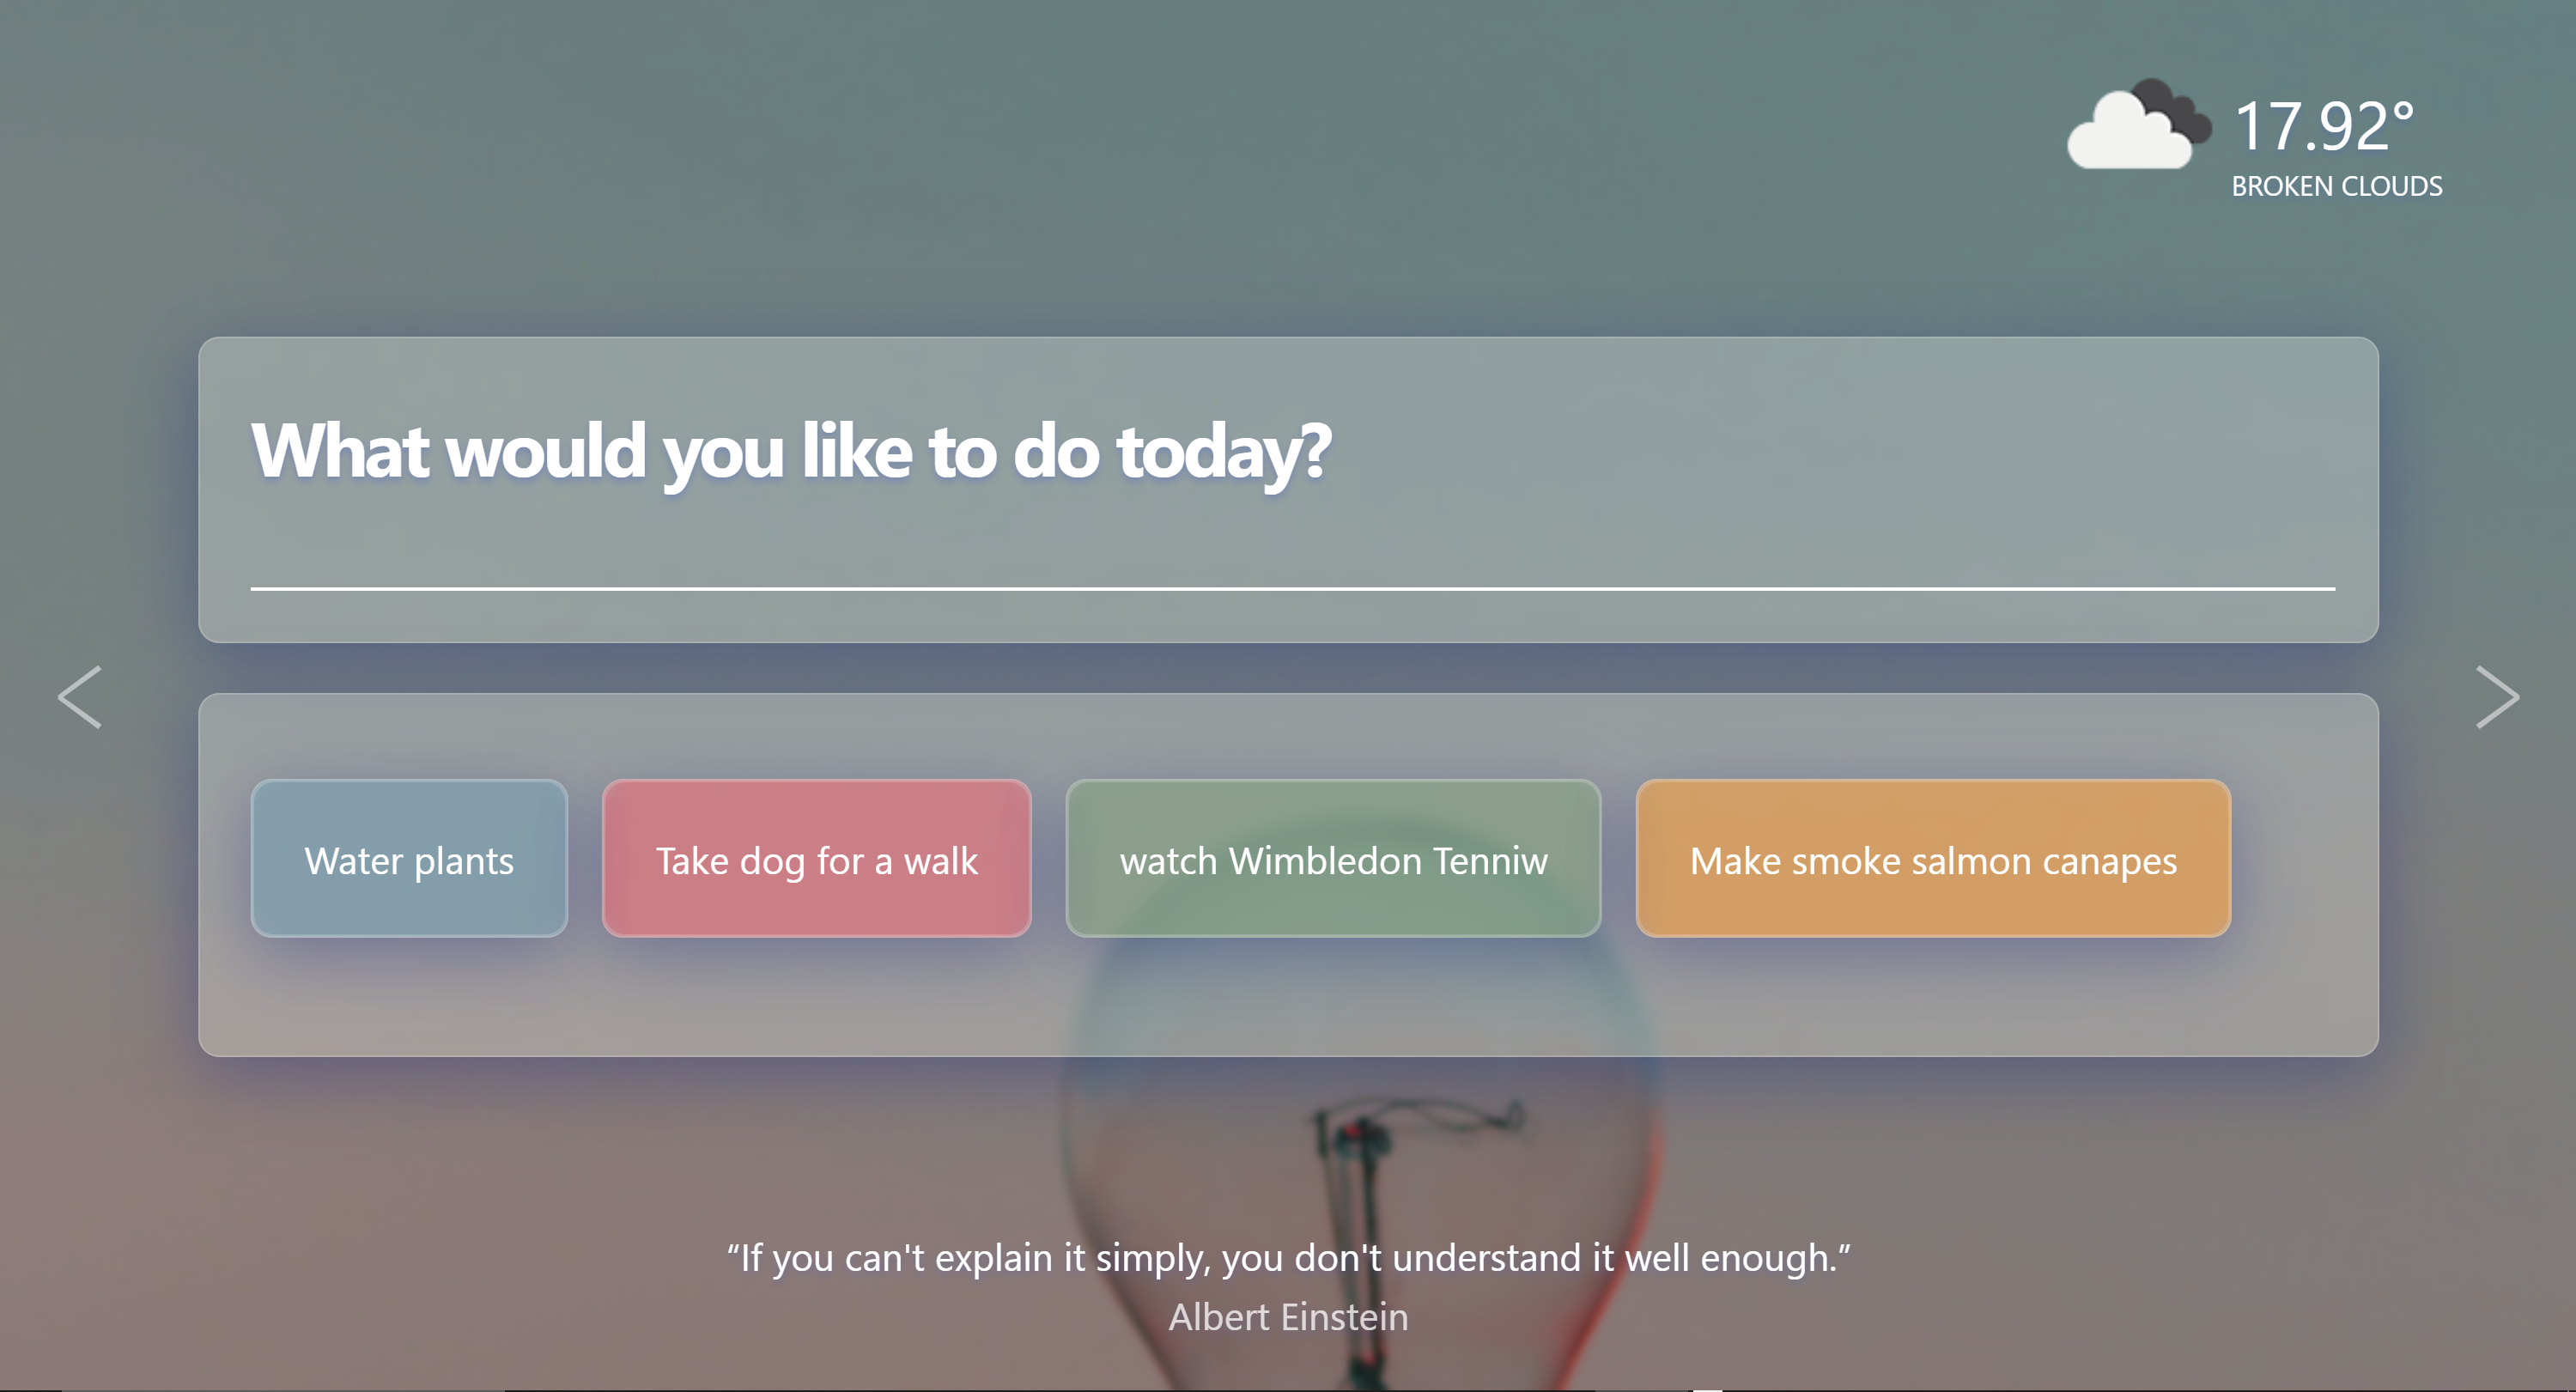 17.92°
BROKEN CLOUDS
What would you like to do today?
Water plants
Take dog for a walk
watch Wimbledon Tenniw
Make smoke salmon canapes
“If you can't explain it simply, you don't understand it well enough.”
Albert Einstein